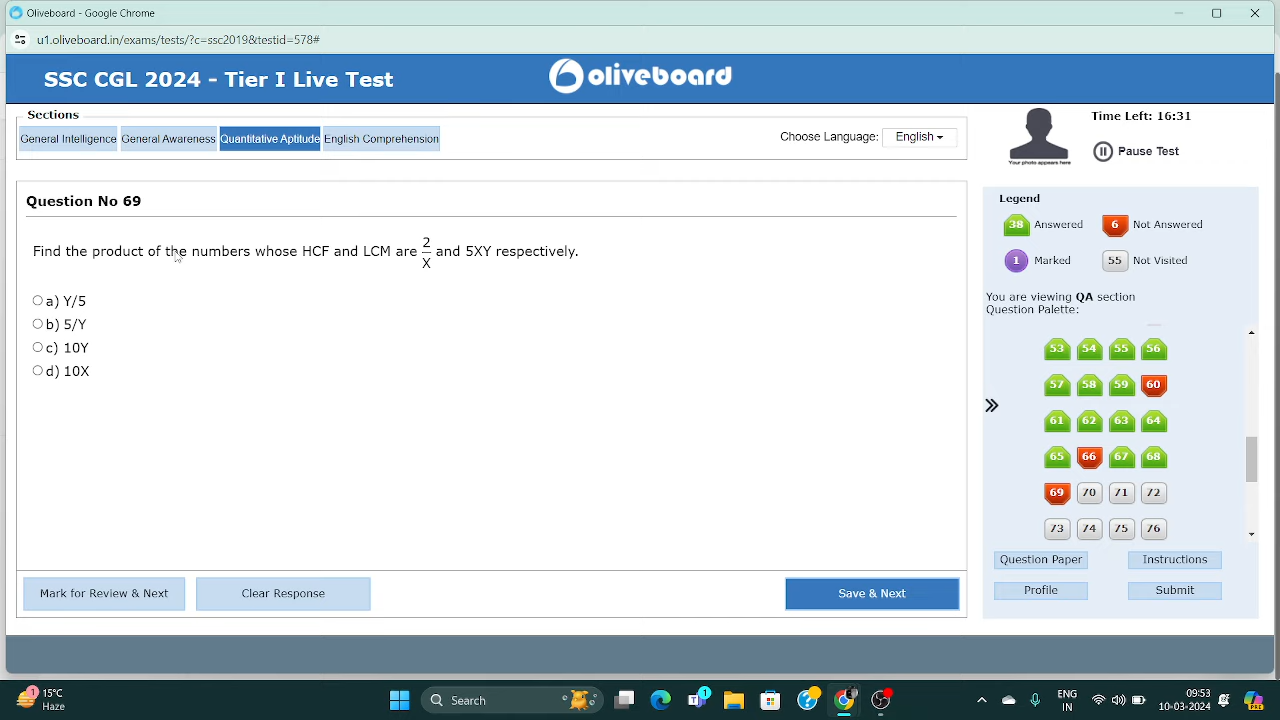 Oliveboard - Google Chrome
u1.oliveboard.in/exams/tests/?c=ssc2019&testid=578#
SSC CGL 2024 - Tier I Live Test
oliveboard
Sections
General Intelligence General Awareness Quantitative Aptitude English Comprehension
Choose Language: English
Your photo appears here
Time Left: 16:31
Pause Test
Question No 69
Find the product of the numbers whose HCF and LCM are 2/X and 5XY respectively.
a) Y/5
b) 5/Y
c) 10Y
d) 10X
Mark for Review & Next
Clear Response
Save & Next
Legend
38 Answered 6 Not Answered
1 Marked 55 Not Visited
You are viewing QA section
Question Palette:
53 54 55 56
57 58 59 60
61 62 63 64
65 66 67 68
69 70 71 72
73 74 75 76
Question Paper Instructions
Profile Submit
1
15°C
Haze
Search
1
ENG
IN
09:53
10-03-2024